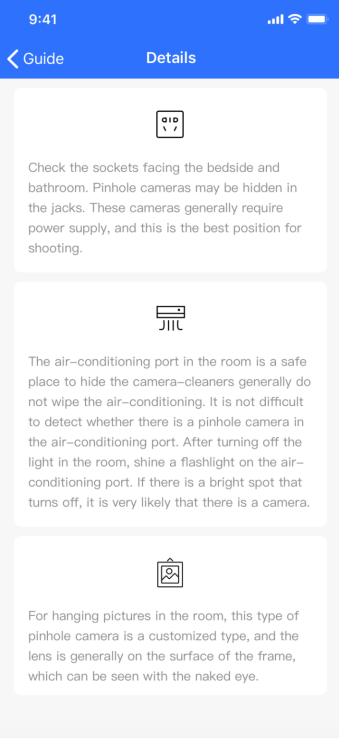 9:41
Guide
Details
Check the sockets facing the bedside and
bathroom. Pinhole cameras may be hidden in
the jacks. These cameras generally require
power supply, and this is the best position for
shooting.
The air-conditioning port in the room is a safe
place to hide the camera-cleaners generally do
not wipe the air-conditioning. It is not difficult
to detect whether there is a pinhole camera in
the air-conditioning port. After turning off the
light in the room, shine a flashlight on the air-
conditioning port. If there is a bright spot that
turns off, it is very likely that there is a camera.
For hanging pictures in the room, this type of
pinhole camera is a customized type, and the
lens is generally on the surface of the frame,
which can be seen with the naked eye.